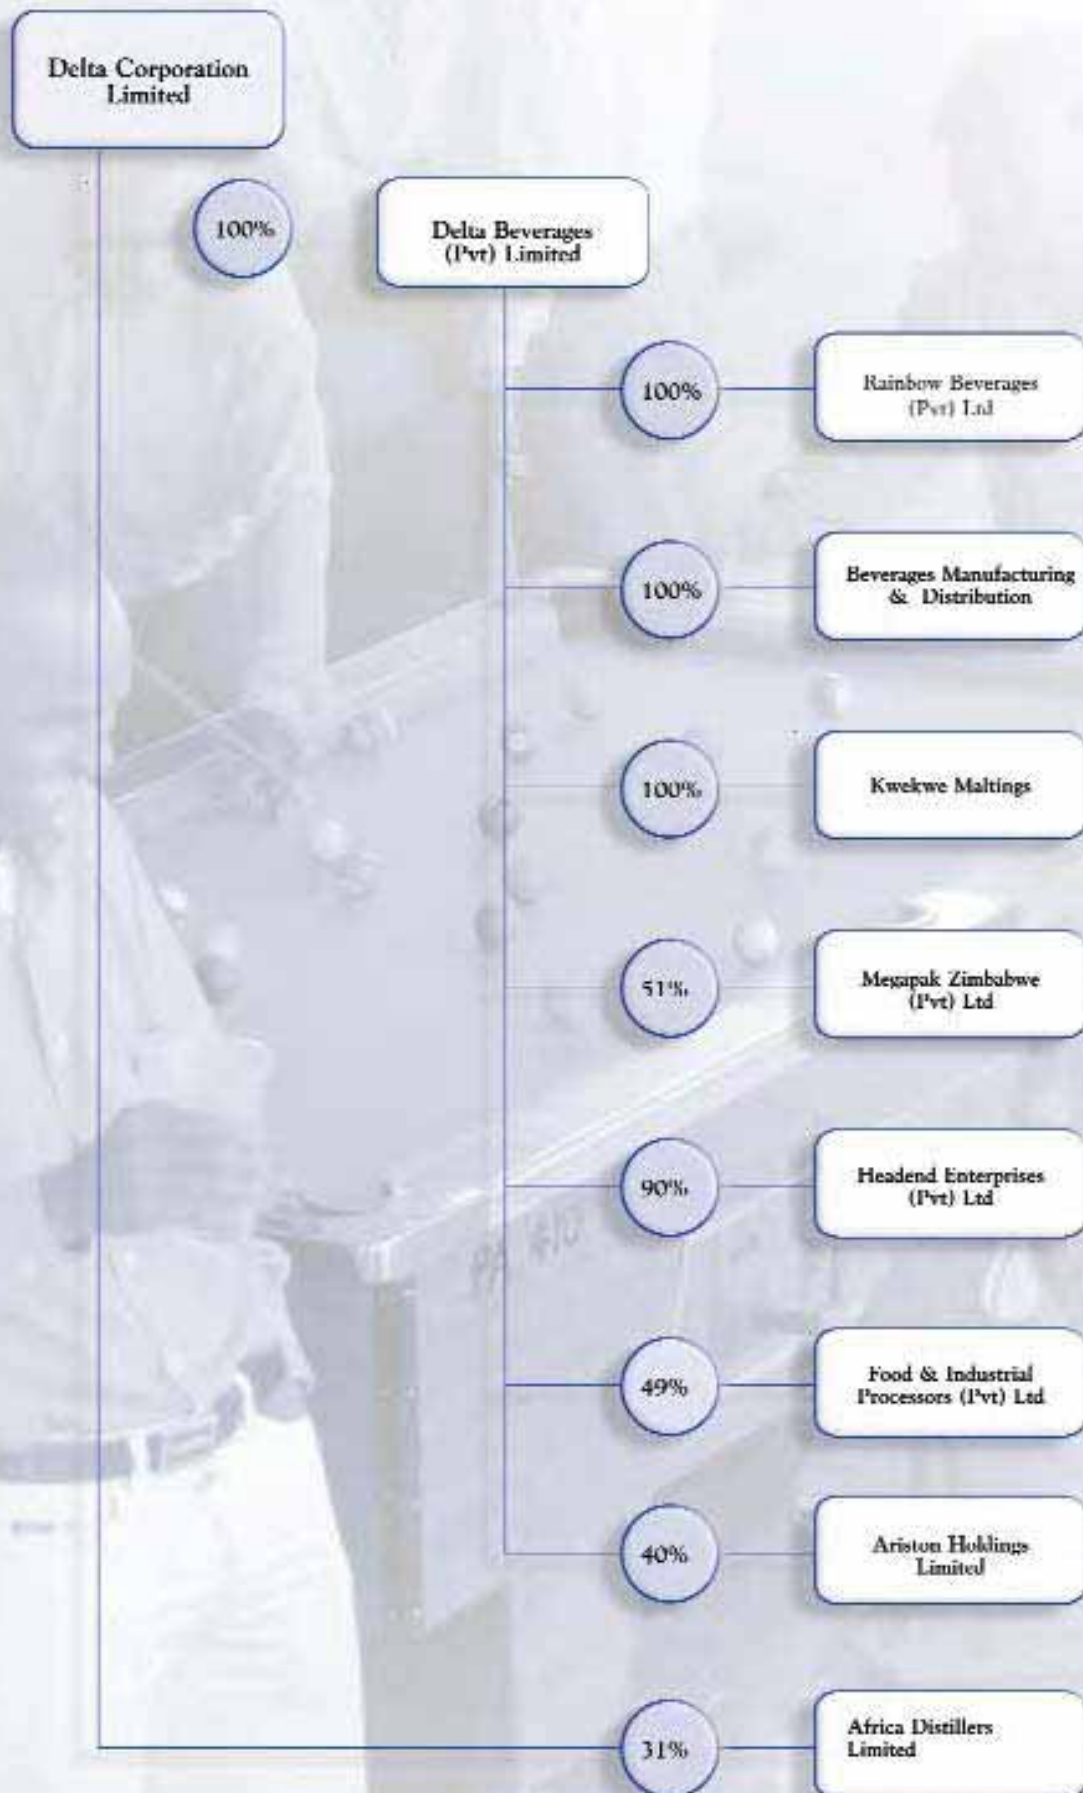 Delta Corporation
Limited
100%
Delta Beverages
(Pvt) Limited
100%
Rainbow Beverages
(Pvt) Ltd
100%
Beverages Manufacturing
& Distribution
100%
Kwekwe Maltings
51%
Megapak Zimbabwe
(Pvt) Ltd
90%
Headend Enterprises
(Pvt) Ltd
49%
Food & Industrial
Processors (Pvt) Ltd
40%
Ariston Holdings
Limited
31%
Africa Distillers
Limited